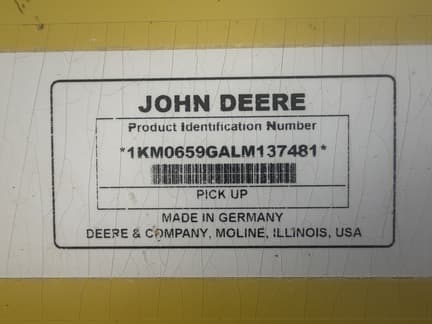 JOHN DEERE
Product Identification Number
*1KM0659GALM137481*
PICK UP
MADE IN GERMANY
DEERE & COMPANY, MOLINE, ILLINOIS, USA